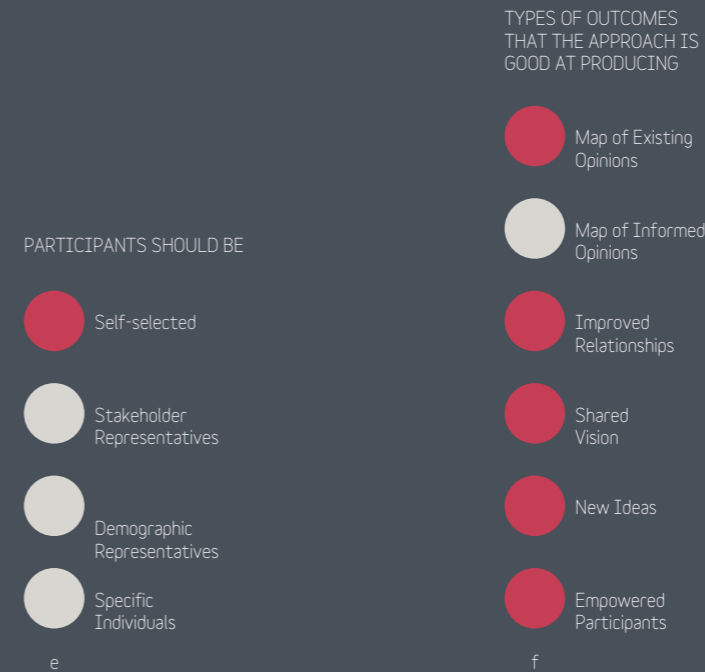 PARTICIPANTS SHOULD BE
Self-selected
Stakeholder
Representatives
Demographic
Representatives
Specific
Individuals
e
TYPES OF OUTCOMES
THAT THE APPROACH IS
GOOD AT PRODUCING
Map of Existing
Opinions
Map of Informed
Opinions
Improved
Relationships
Shared
Vision
New Ideas
Empowered
Participants
f